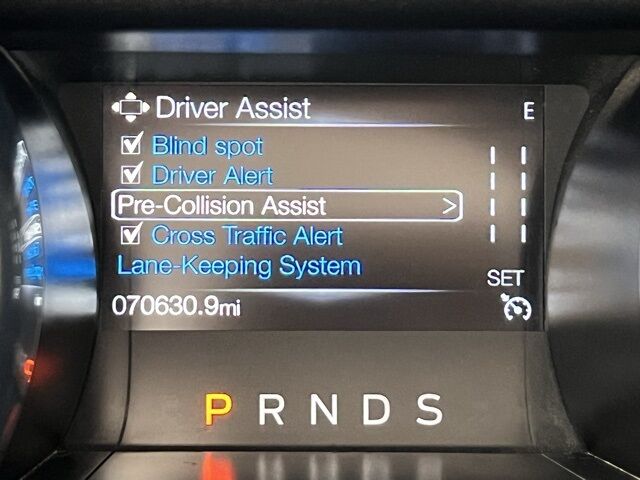 Driver Assist E
Blind spot
Driver Alert
Pre-Collision Assist >
Cross Traffic Alert
Lane-Keeping System
SET
070630.9mi
P R N D S